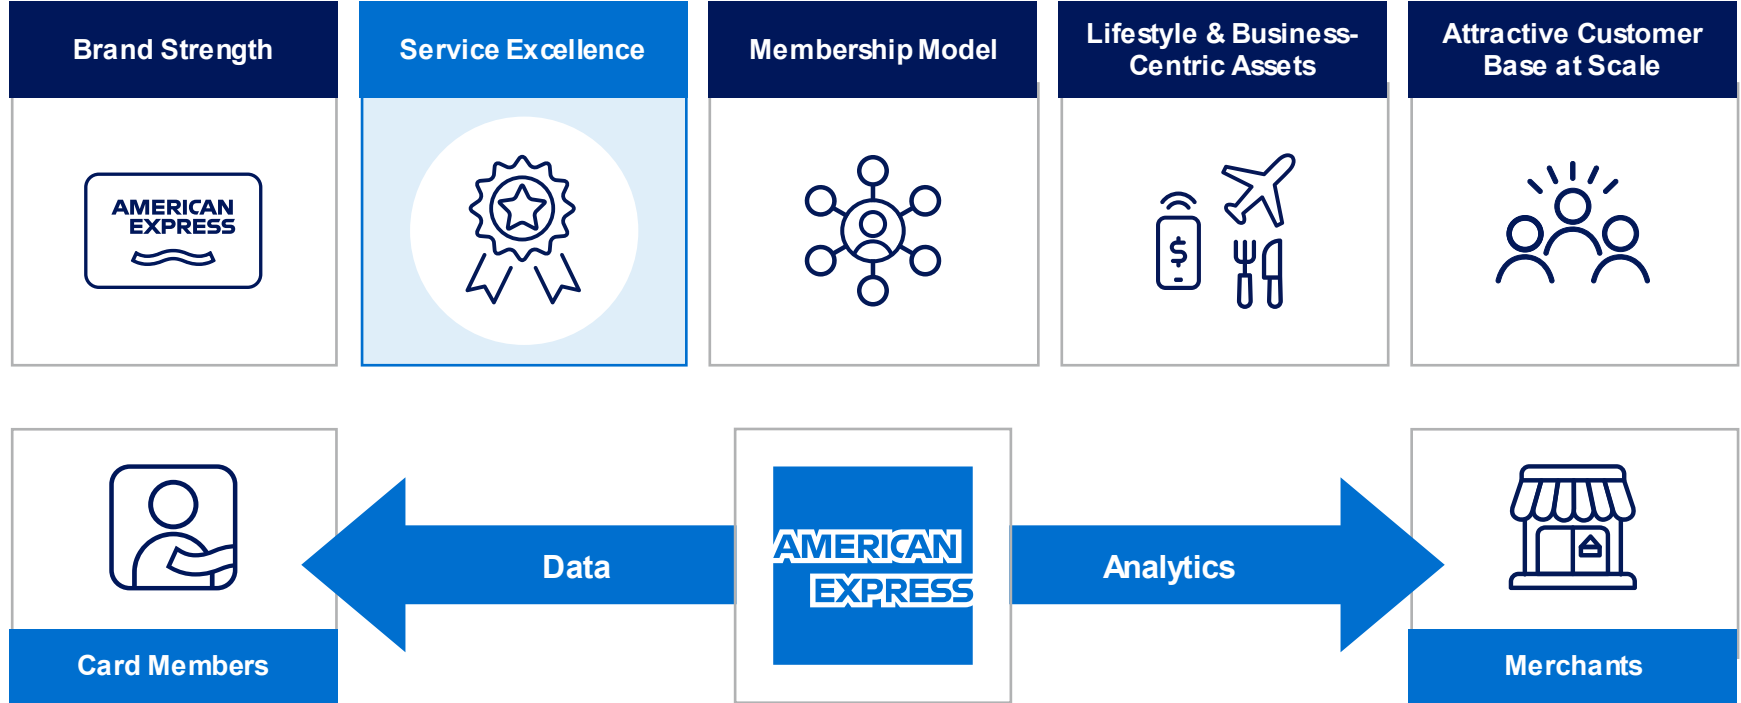 Brand Strength
Service Excellence
Membership Model
Lifestyle & Business-
Centric Assets
Attractive Customer
Base at Scale
AMERICAN
EXPRESS
$
Data
AMERICAN
EXPRESS
Analytics
Card Members
Merchants